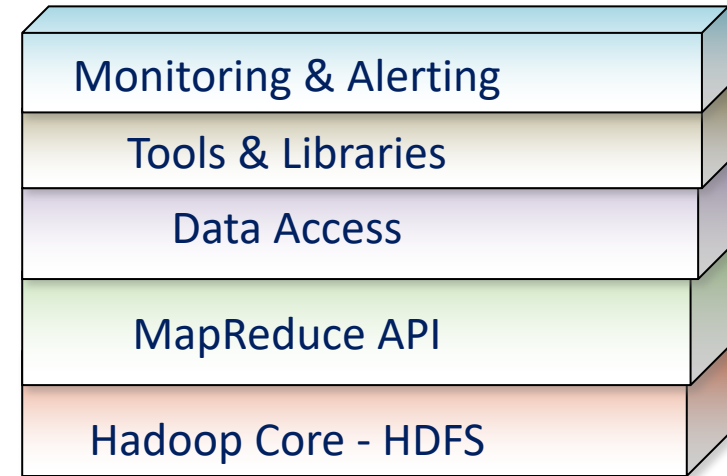 Monitoring & Alerting
Tools & Libraries
Data Access
MapReduce API
Hadoop Core - HDFS